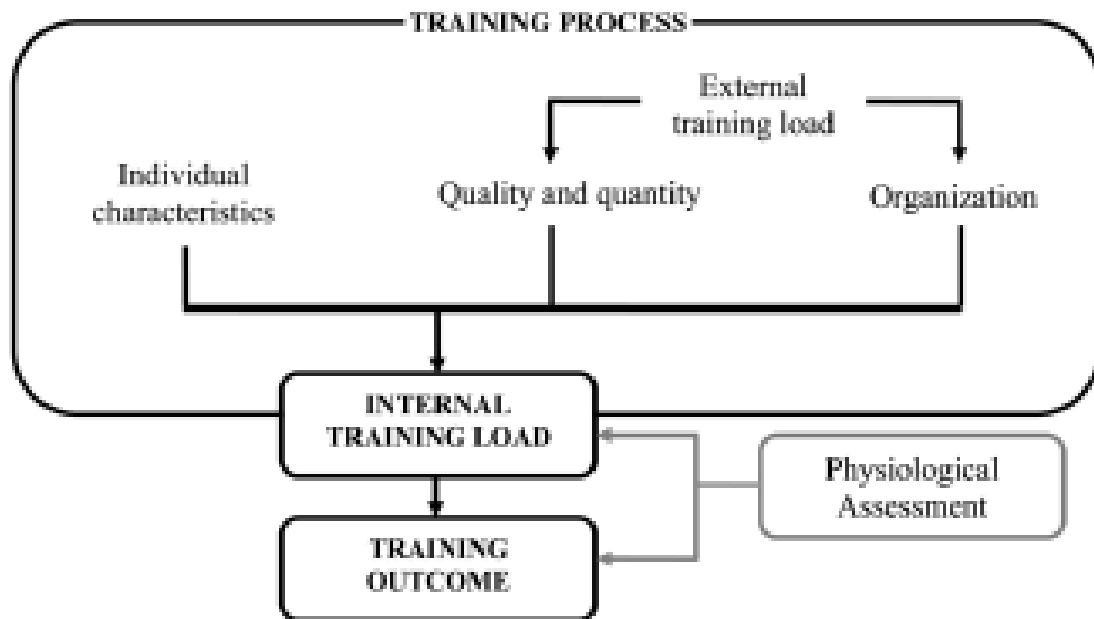 TRAINING PROCESS
External
training load
Individual
characteristics
Quality and quantity
Organization
INTERNAL
TRAINING LOAD
Physiological
Assessment
TRAINING
OUTCOME